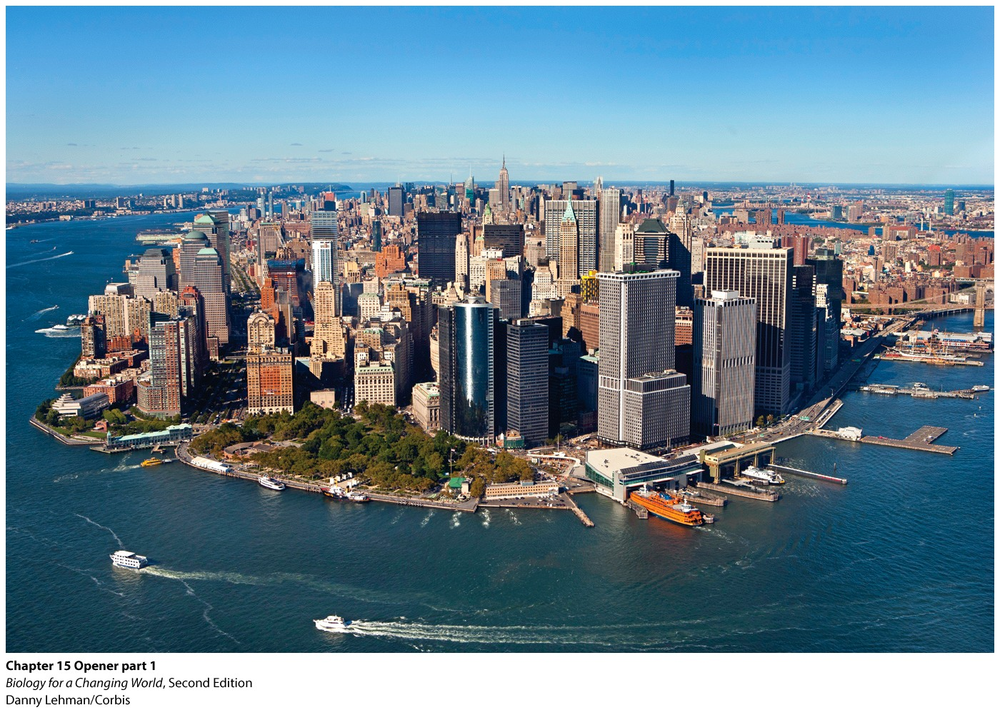 Chapter 15 Opener part 1
Biology for a Changing World, Second Edition
Danny Lehman/Corbis